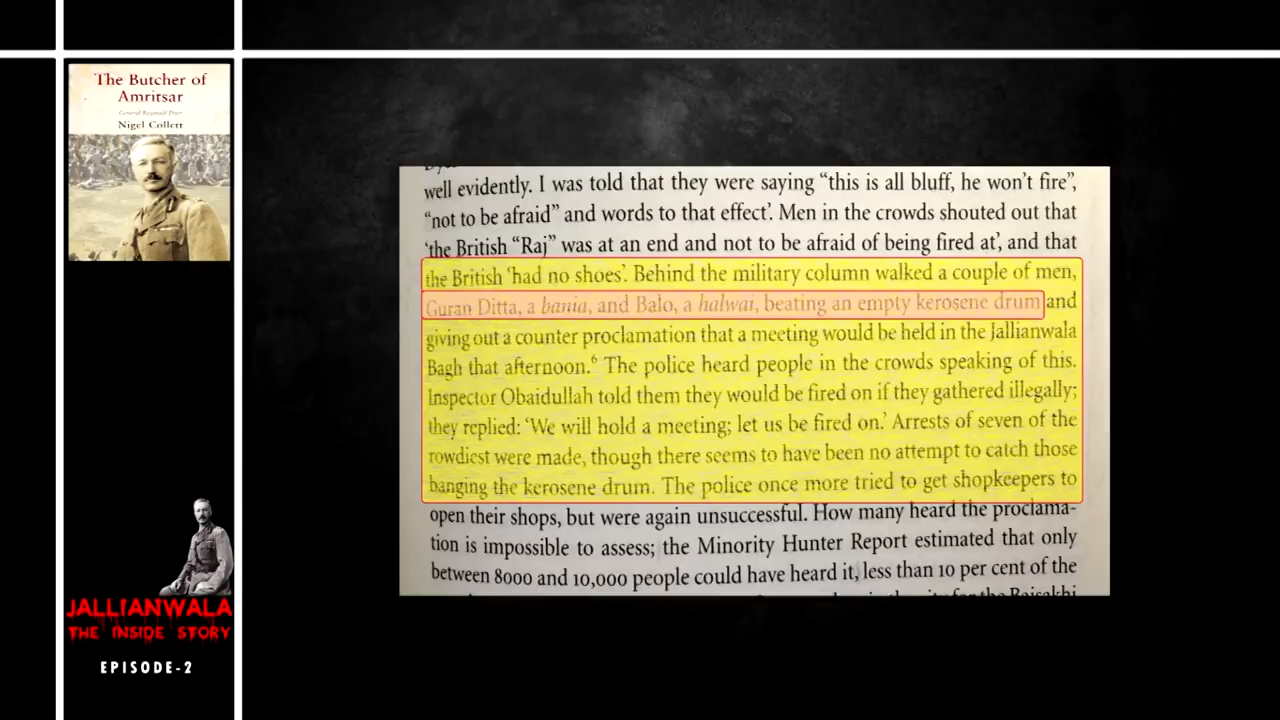 The Butcher of
Amritsar
General Reginald Dyer
Nigel Collett
well evidently. I was told that they were saying “this is all bluff, he won’t fire”,
“not to be afraid” and words to that effect’. Men in the crowds shouted out that
‘the British “Raj” was at an end and not to be afraid of being fired at’, and that
the British ‘had no shoes’. Behind the military column walked a couple of men,
Guran Ditta, a bania, and Balo, a halwai, beating an empty kerosene drum and
giving out a counter proclamation that a meeting would be held in the Jallianwala
Bagh that afternoon.⁶ The police heard people in the crowds speaking of this.
Inspector Obaidullah told them they would be fired on if they gathered illegally;
they replied: ‘We will hold a meeting; let us be fired on.’ Arrests of seven of the
rowdiest were made, though there seems to have been no attempt to catch those
banging the kerosene drum. The police once more tried to get shopkeepers to
open their shops, but were again unsuccessful. How many heard the proclama-
tion is impossible to assess; the Minority Hunter Report estimated that only
between 8000 and 10,000 people could have heard it, less than 10 per cent of the
JALLIANWALA
THE INSIDE STORY
EPISODE-2